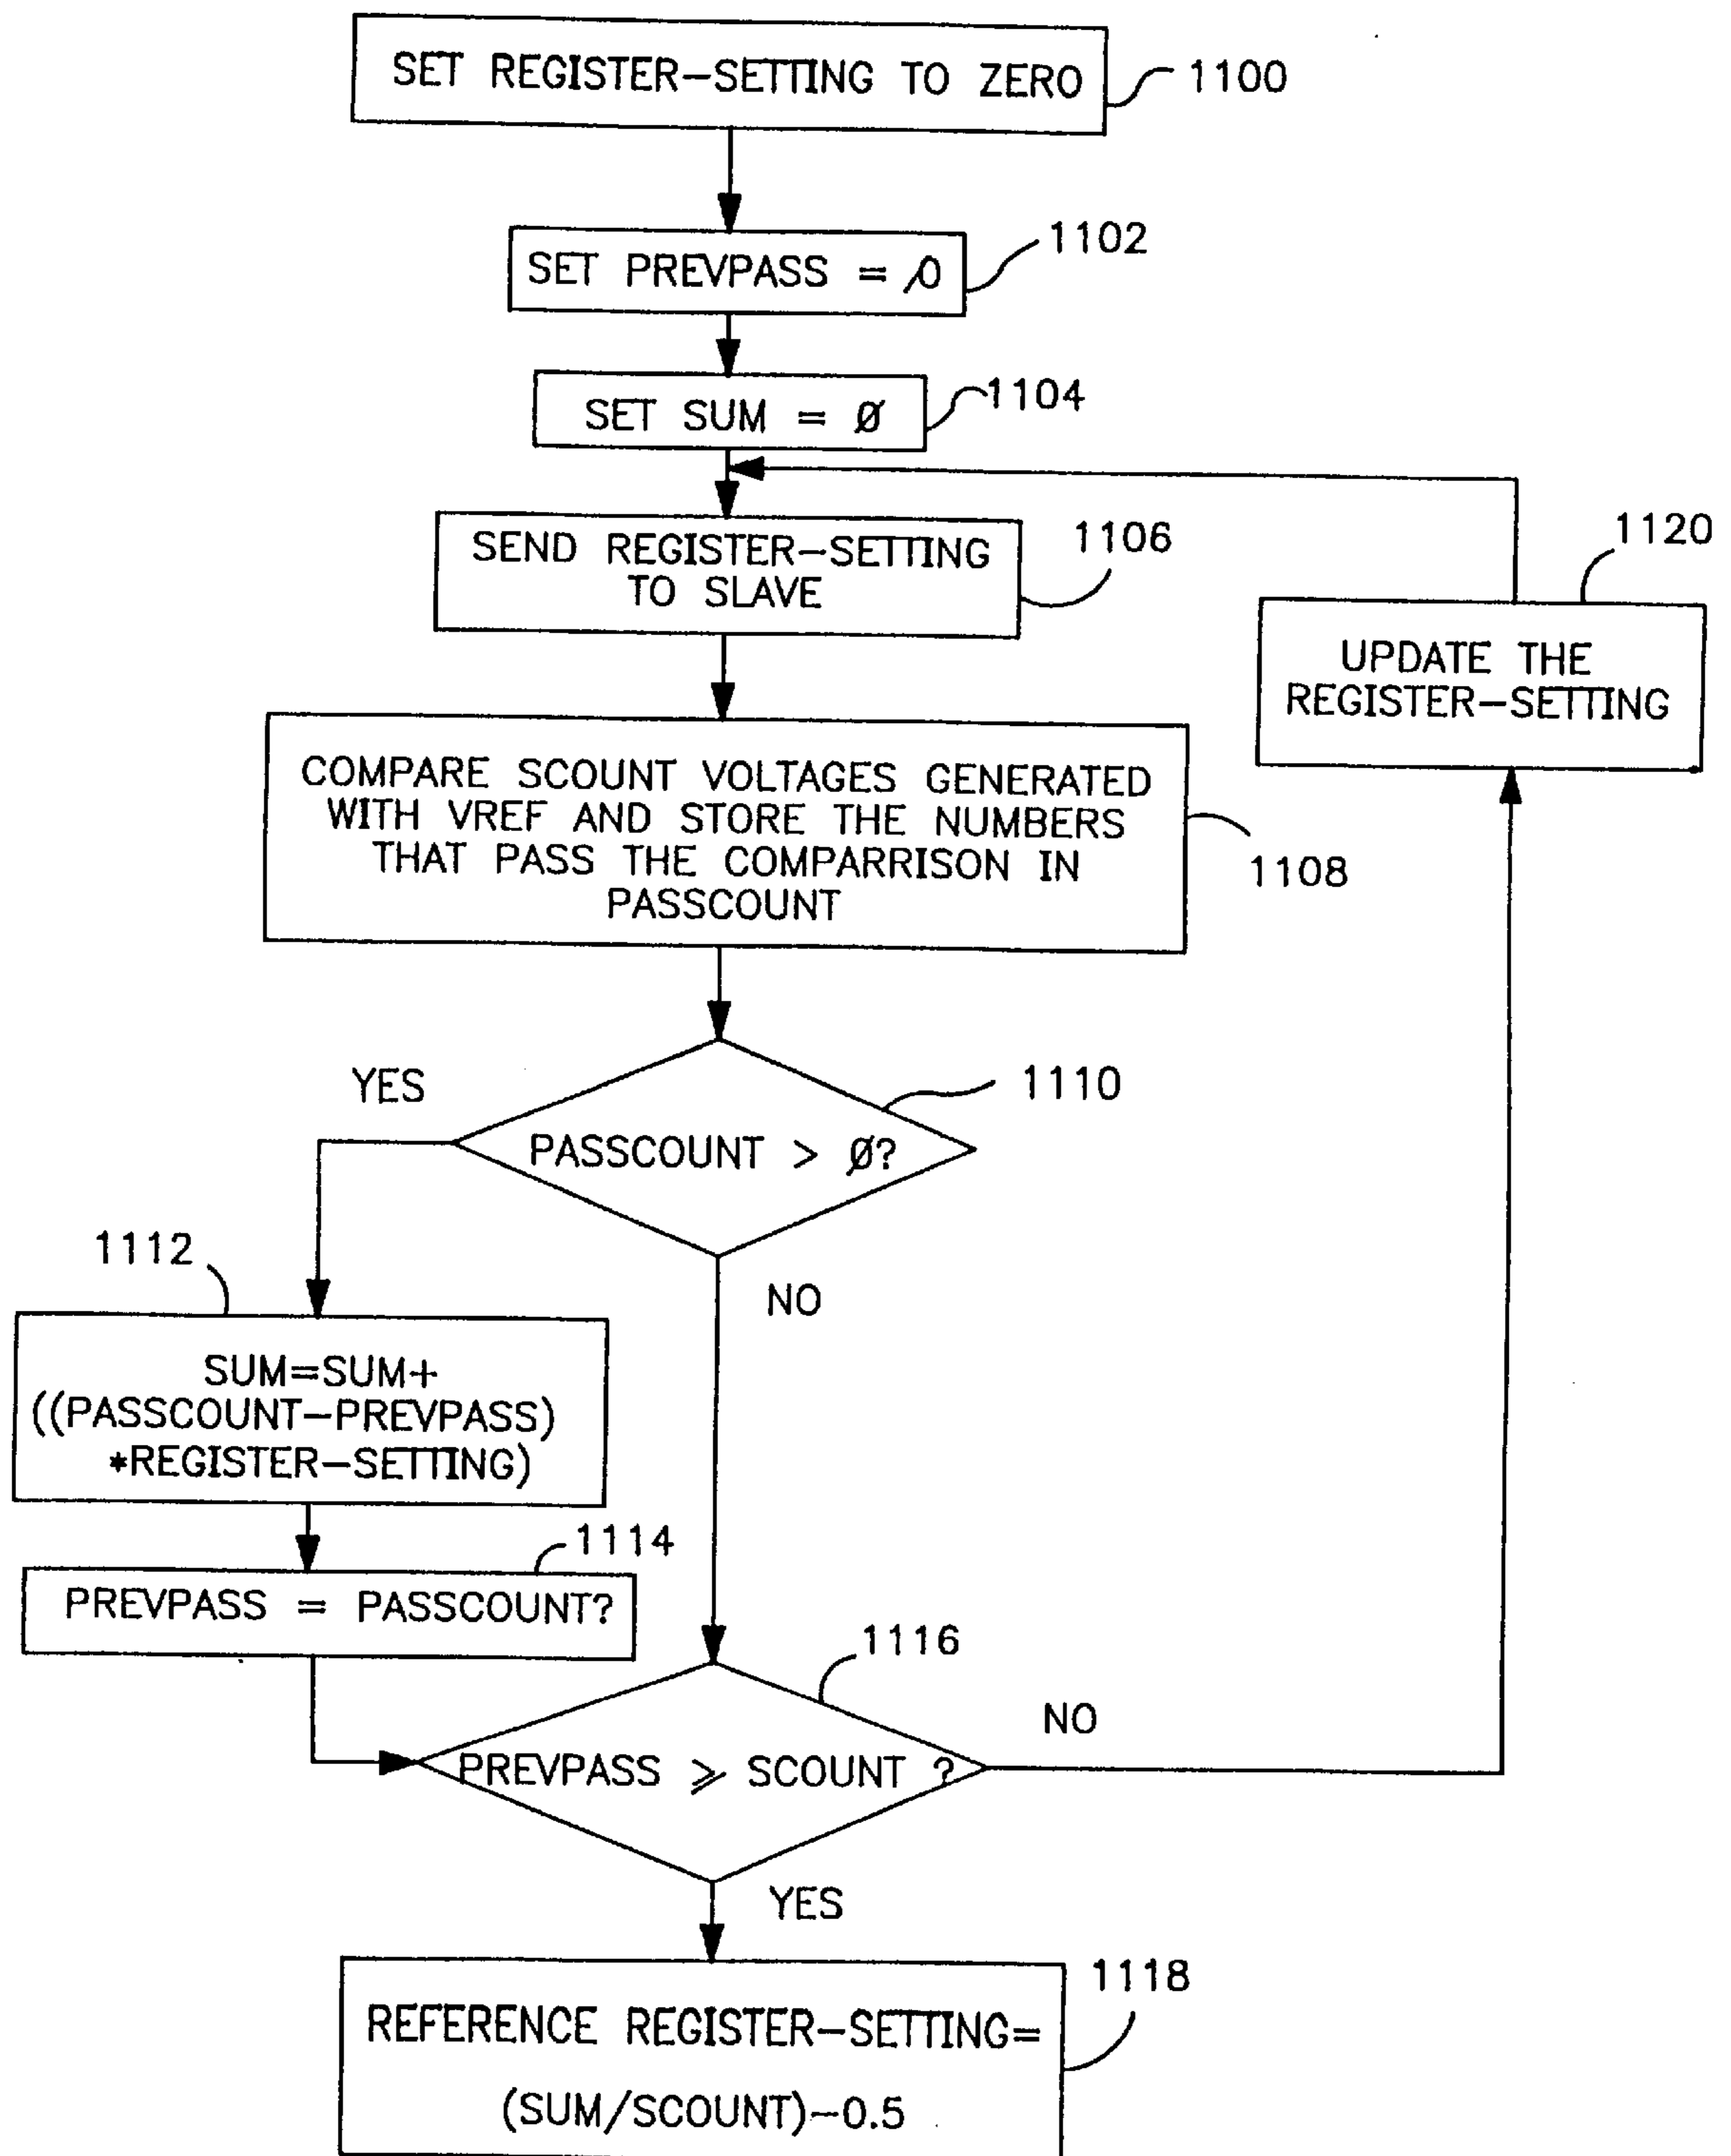 SET REGISTER-SETTING TO ZERO
1100
SET PREVPASS = Ø
1102
SET SUM = Ø
1104
SEND REGISTER-SETTING
TO SLAVE
1106
1120
UPDATE THE
REGISTER-SETTING
COMPARE SCOUNT VOLTAGES GENERATED
WITH VREF AND STORE THE NUMBERS
THAT PASS THE COMPARRISON IN
PASSCOUNT
1108
YES
1110
PASSCOUNT > Ø?
NO
1112
SUM=SUM+
((PASSCOUNT-PREVPASS)
*REGISTER-SETTING)
1114
PREVPASS = PASSCOUNT?
1116
NO
PREVPASS ⩾ SCOUNT ?
YES
1118
REFERENCE REGISTER-SETTING=
(SUM/SCOUNT)-0.5